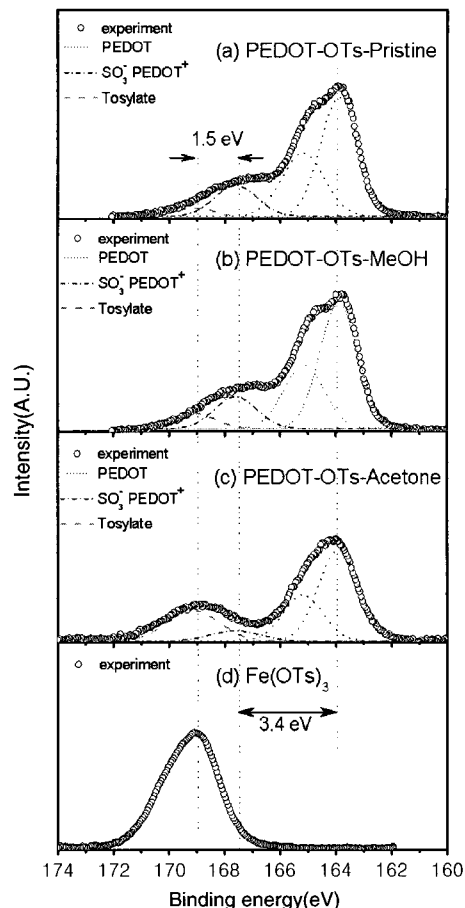 experiment
PEDOT
SO₃⁻ PEDOT⁺
Tosylate
(a) PEDOT-OTs-Pristine
1.5 eV
experiment
PEDOT
SO₃⁻ PEDOT⁺
Tosylate
(b) PEDOT-OTs-MeOH
experiment
PEDOT
SO₃⁻ PEDOT⁺
Tosylate
(c) PEDOT-OTs-Acetone
experiment
(d) Fe(OTs)₃
3.4 eV
Intensity(A.U.)
174 172 170 168 166 164 162 160
Binding energy(eV)